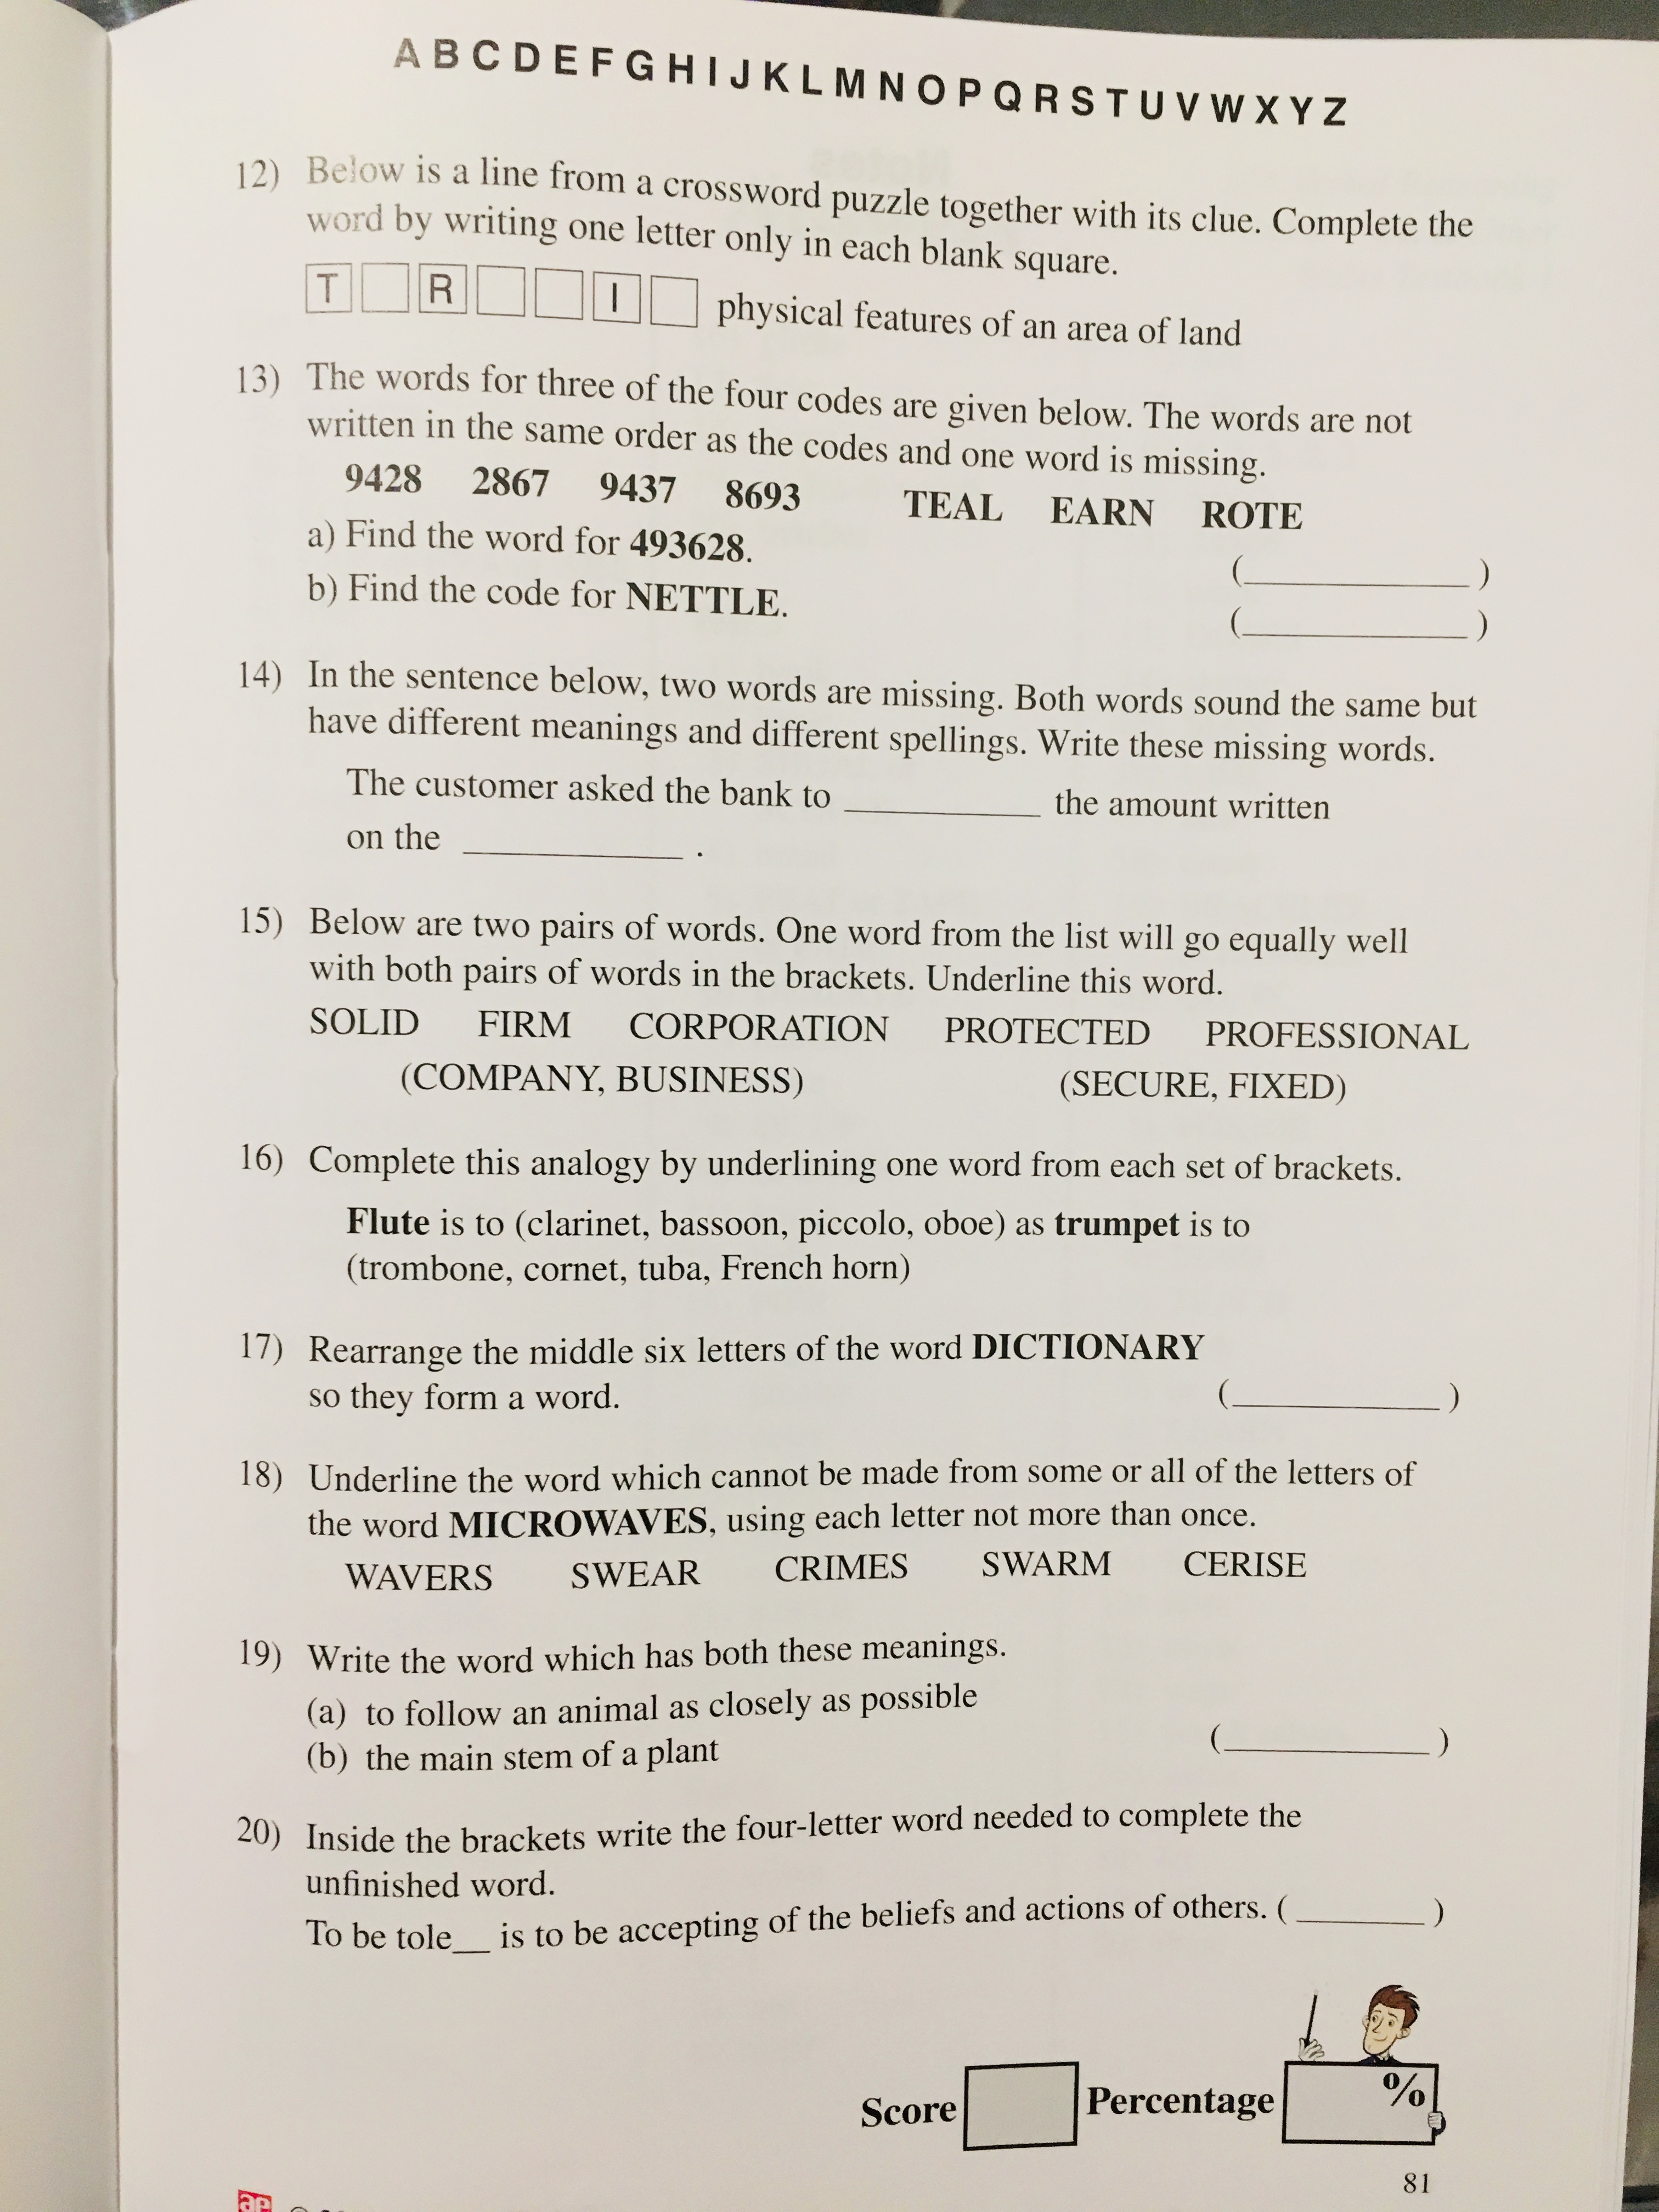 A B C D E F G H I J K L M N O P Q R S T U V W X Y Z
12) Below is a line from a crossword puzzle together with its clue. Complete the
word by writing one letter only in each blank square.
T R I physical features of an area of land
13) The words for three of the four codes are given below. The words are not
written in the same order as the codes and one word is missing.
9428 2867 9437 8693 TEAL EARN ROTE
a) Find the word for 493628. (__________)
b) Find the code for NETTLE. (__________)
14) In the sentence below, two words are missing. Both words sound the same but
have different meanings and different spellings. Write these missing words.
The customer asked the bank to __________ the amount written
on the __________ .
15) Below are two pairs of words. One word from the list will go equally well
with both pairs of words in the brackets. Underline this word.
SOLID FIRM CORPORATION PROTECTED PROFESSIONAL
(COMPANY, BUSINESS) (SECURE, FIXED)
16) Complete this analogy by underlining one word from each set of brackets.
Flute is to (clarinet, bassoon, piccolo, oboe) as trumpet is to
(trombone, cornet, tuba, French horn)
17) Rearrange the middle six letters of the word DICTIONARY
so they form a word. (__________)
18) Underline the word which cannot be made from some or all of the letters of
the word MICROWAVES, using each letter not more than once.
WAVERS SWEAR CRIMES SWARM CERISE
19) Write the word which has both these meanings.
(a) to follow an animal as closely as possible
(b) the main stem of a plant (__________)
20) Inside the brackets write the four-letter word needed to complete the
unfinished word.
To be tole__ is to be accepting of the beliefs and actions of others. (______)
Score Percentage %
81
ae